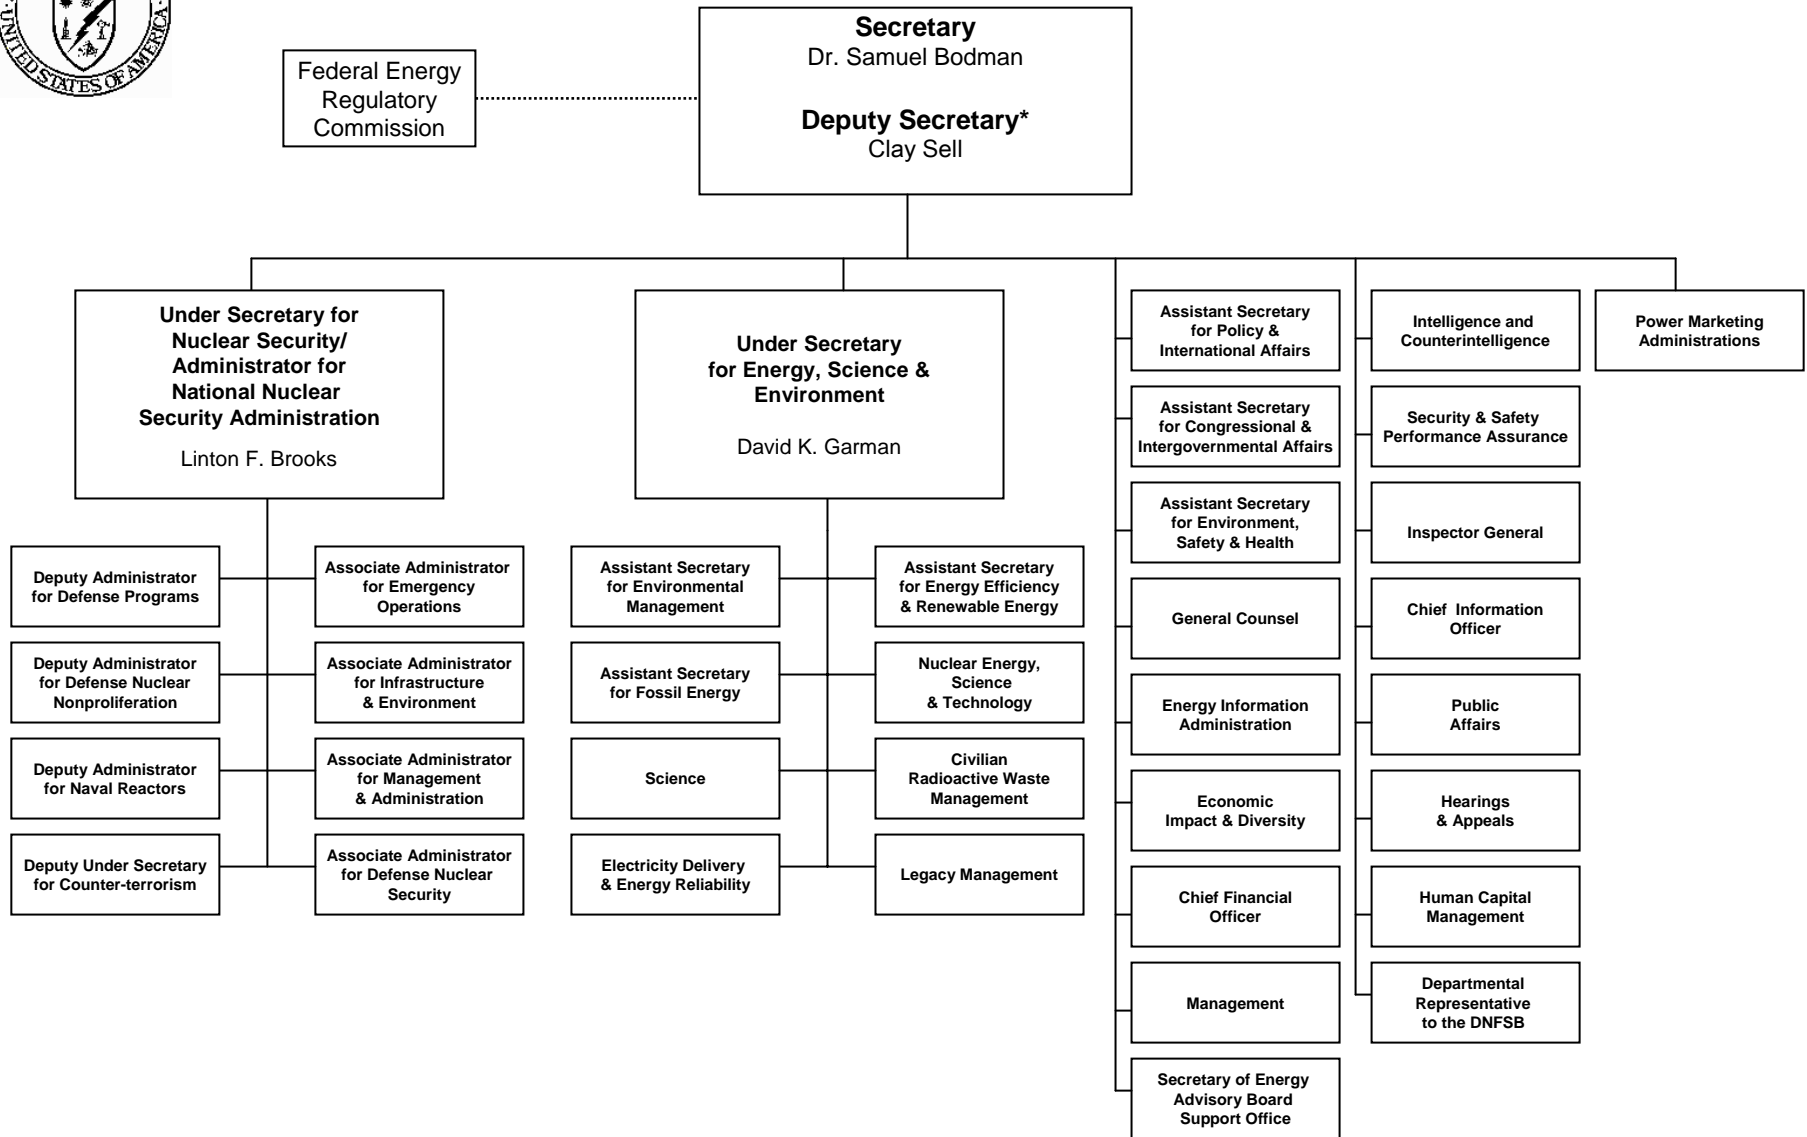 UNITED STATES OF AMERICA
Secretary
Dr. Samuel Bodman
Deputy Secretary*
Clay Sell
Federal Energy
Regulatory
Commission
Under Secretary for
Nuclear Security/
Administrator for
National Nuclear
Security Administration
Linton F. Brooks
Under Secretary
for Energy, Science &
Environment
David K. Garman
Deputy Administrator
for Defense Programs
Associate Administrator
for Emergency
Operations
Deputy Administrator
for Defense Nuclear
Nonproliferation
Associate Administrator
for Infrastructure
& Environment
Deputy Administrator
for Naval Reactors
Associate Administrator
for Management
& Administration
Deputy Under Secretary
for Counter-terrorism
Associate Administrator
for Defense Nuclear
Security
Assistant Secretary
for Environmental
Management
Assistant Secretary
for Energy Efficiency
& Renewable Energy
Assistant Secretary
for Fossil Energy
Nuclear Energy,
Science
& Technology
Science
Civilian
Radioactive Waste
Management
Electricity Delivery
& Energy Reliability
Legacy Management
Assistant Secretary
for Policy &
International Affairs
Assistant Secretary
for Congressional &
Intergovernmental Affairs
Assistant Secretary
for Environment,
Safety & Health
General Counsel
Energy Information
Administration
Economic
Impact & Diversity
Chief Financial
Officer
Management
Secretary of Energy
Advisory Board
Support Office
Intelligence and
Counterintelligence
Security & Safety
Performance Assurance
Inspector General
Chief Information
Officer
Public
Affairs
Hearings
& Appeals
Human Capital
Management
Departmental
Representative
to the DNFSB
Power Marketing
Administrations